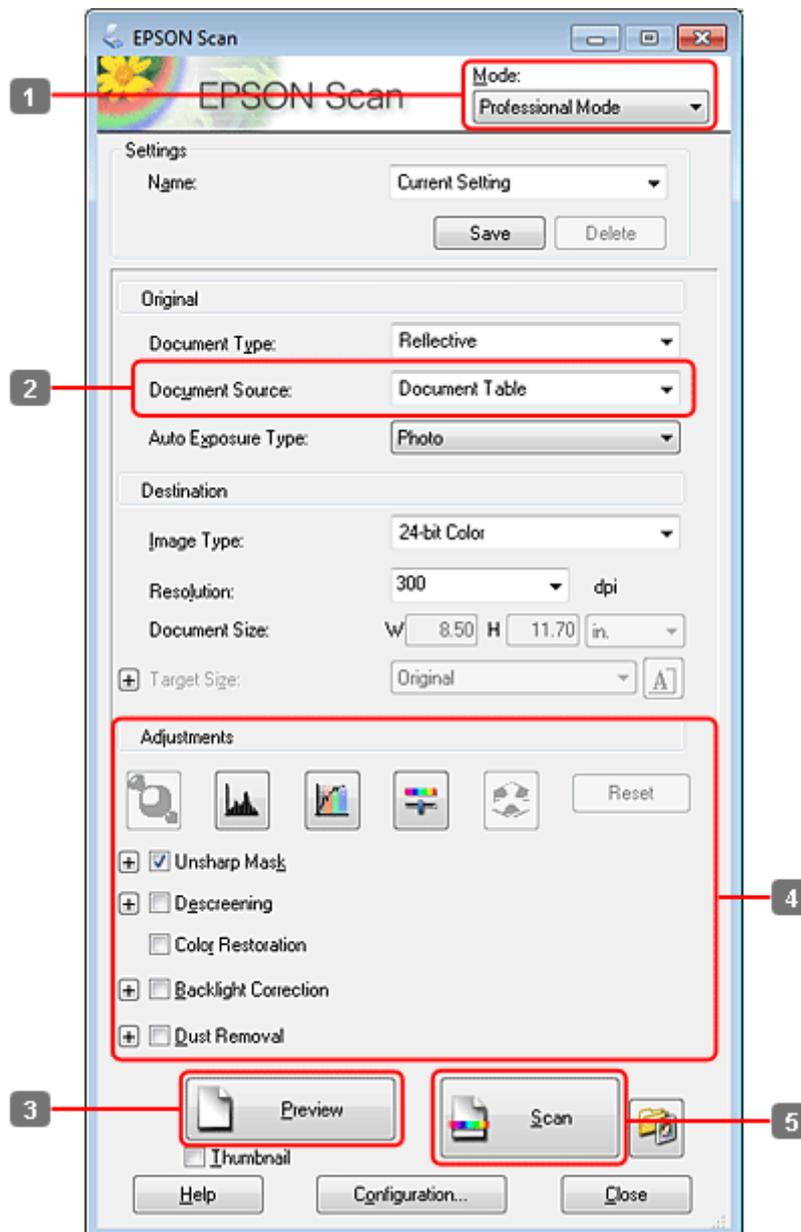 EPSON Scan
EPSON Scan
Mode:
1
Professional Mode
Settings
Name: Current Setting
Save Delete
Original
Document Type: Reflective
2 Document Source: Document Table
Auto Exposure Type: Photo
Destination
Image Type: 24-bit Color
Resolution: 300 dpi
Document Size: W 8.50 H 11.70 in.
Target Size: Original A
Adjustments
Reset
Unsharp Mask
Descreening
4
Color Restoration
Backlight Correction
Dust Removal
3 Preview Scan 5
Thumbnail
Help Configuration... Close